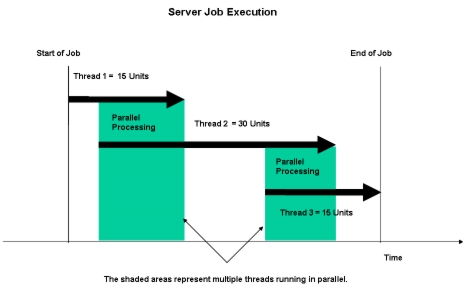 Server Job Execution
Start of Job
End of Job
Thread 1 = 15 Units
Parallel
Processing
Thread 2 = 30 Units
Parallel
Processing
Thread 3 = 15 Units
Time
The shaded areas represent multiple threads running in parallel.